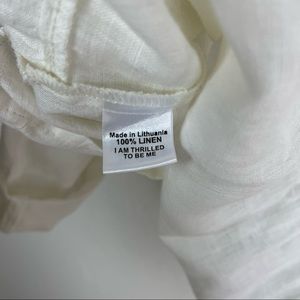 Made in Lithuania
100% LINEN
I AM THRILLED
TO BE ME